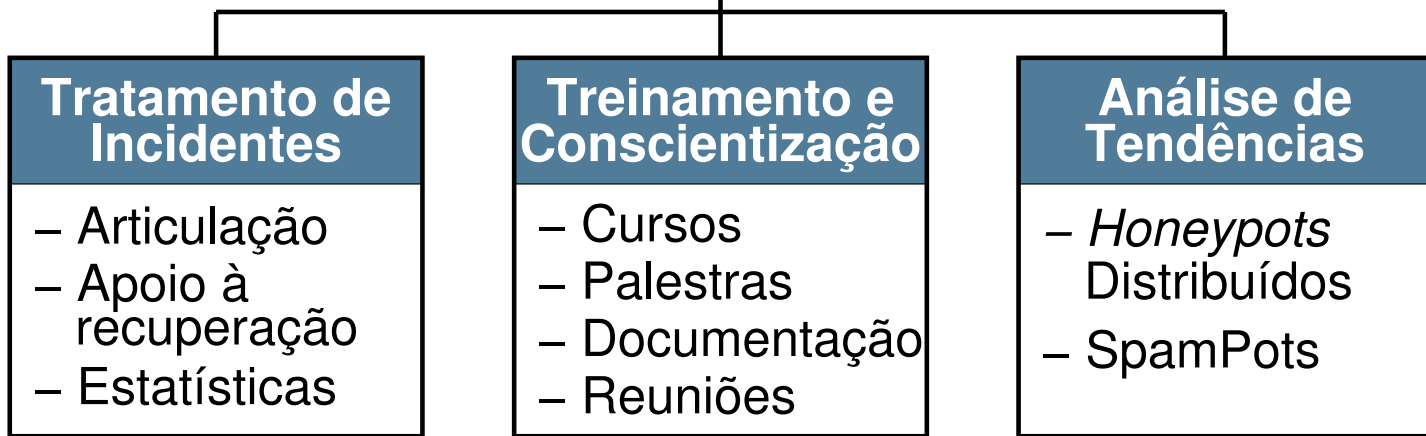 Tratamento de
Incidentes
– Articulação
– Apoio à
recuperação
– Estatísticas
Treinamento e
Conscientização
– Cursos
– Palestras
– Documentação
– Reuniões
Análise de
Tendências
– Honeypots
Distribuídos
– SpamPots